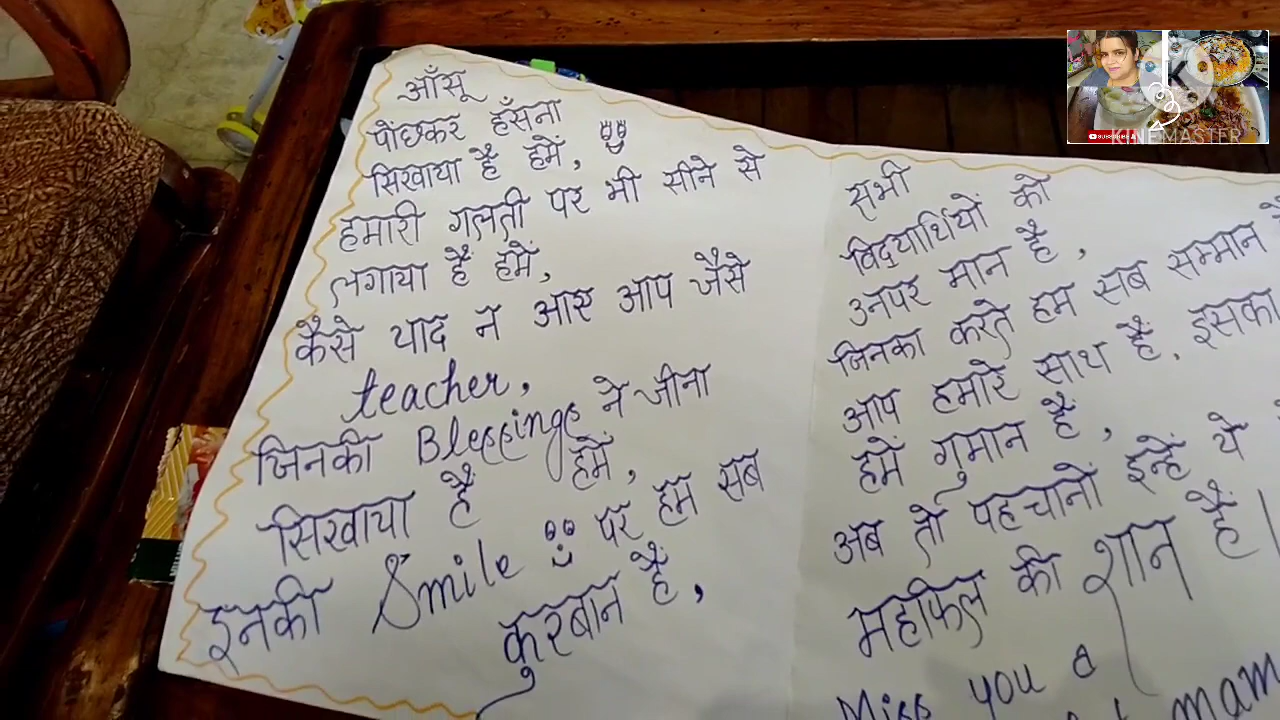 आँसू
पोंछकर हँसना
सिखाया है हमें,
हमारी गलती पर भी सीने से
लगाया है हमें,
कैसे याद न आए आप जैसे
teacher,
जिनकी Blessings ने जीना
सिखाया है हमें,
इनकी Smile पर हम सब
कुरबान हैं,
सभी
विद्यार्थियों को
उनपर मान है,
जिनका करते हम सब सम्मान
आप हमारे साथ है, इसका
हमें गुमान है,
अब तो पहचानों इन्हें ये
महफिल की शान हैं।
Miss you a
mam
SUBSCRIBE
KINEMASTER